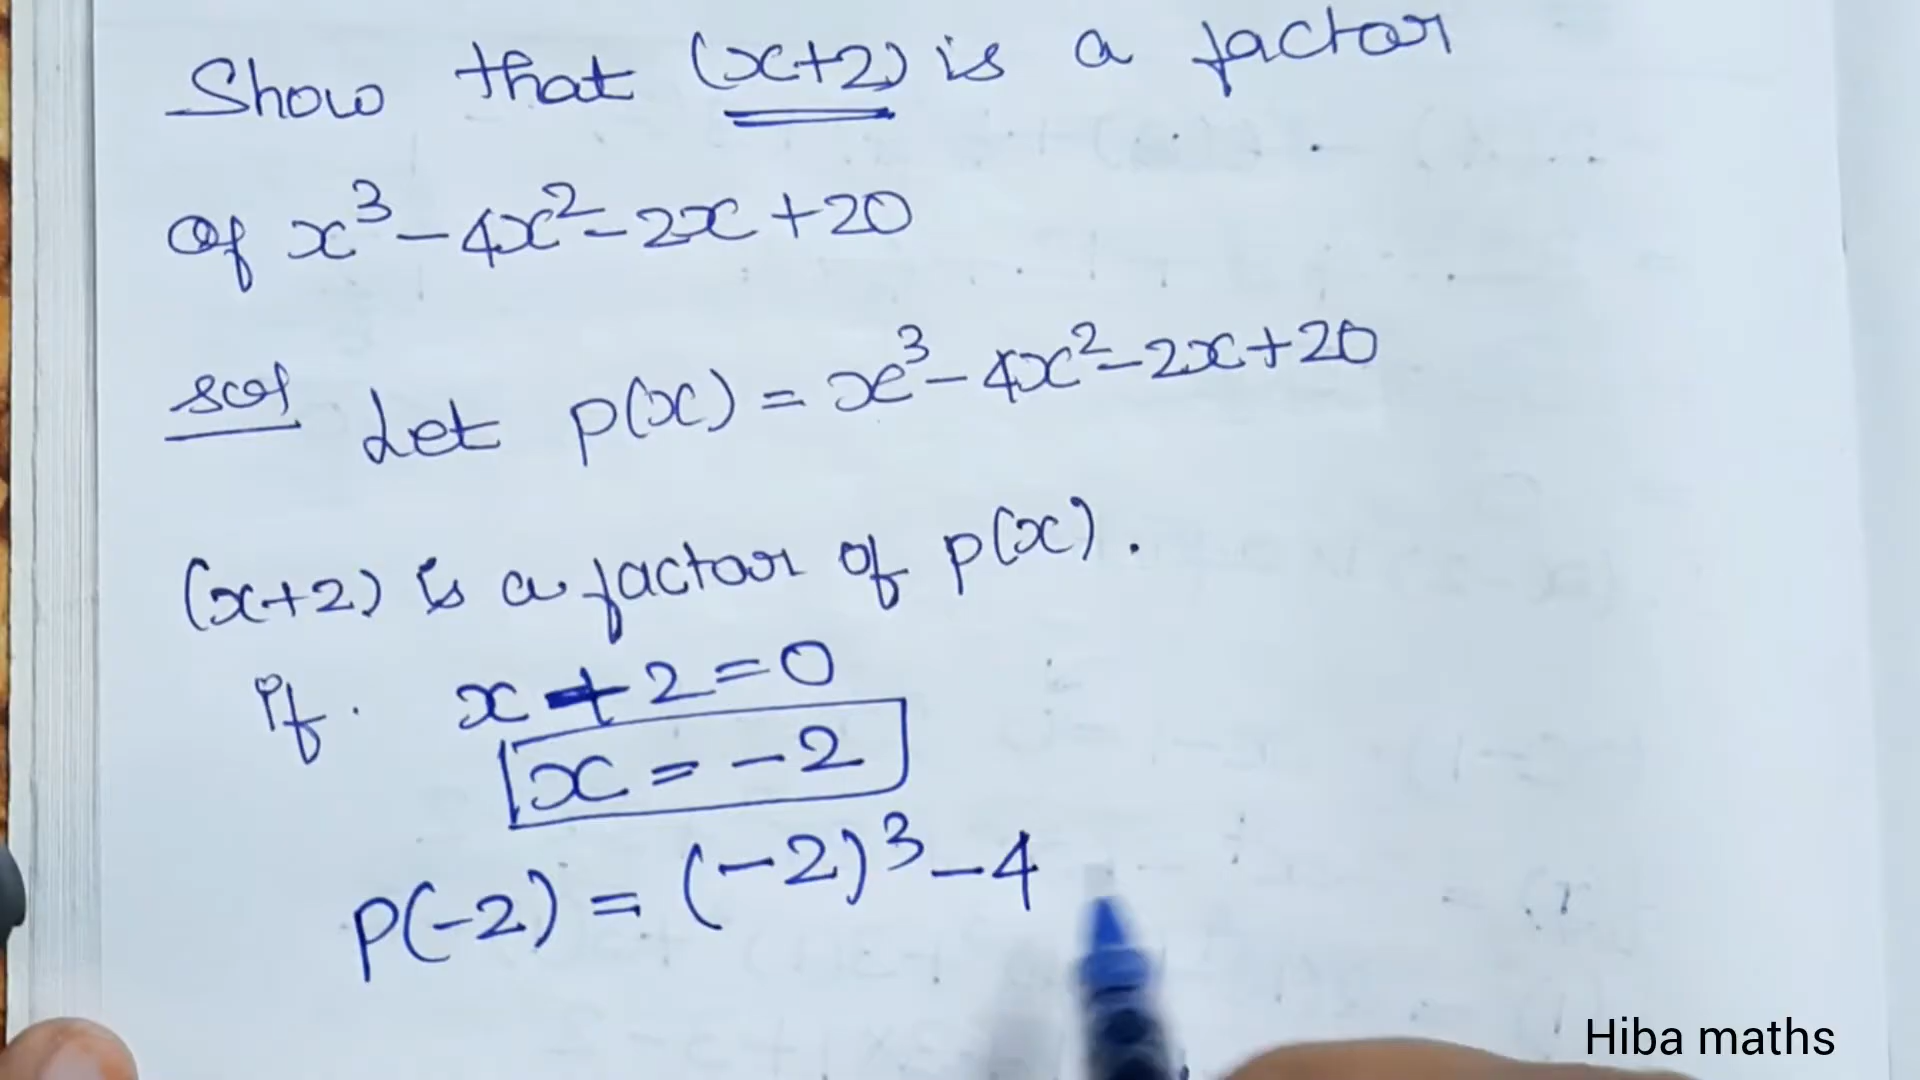 Show that (x+2) is a factor
Of x³-4x²-2x+20
sol Let p(x) = x³-4x²-2x+20
(x+2) is a factor of p(x).
if. x+2=0
x = -2
P(-2) = (-2)³-4
Hiba maths